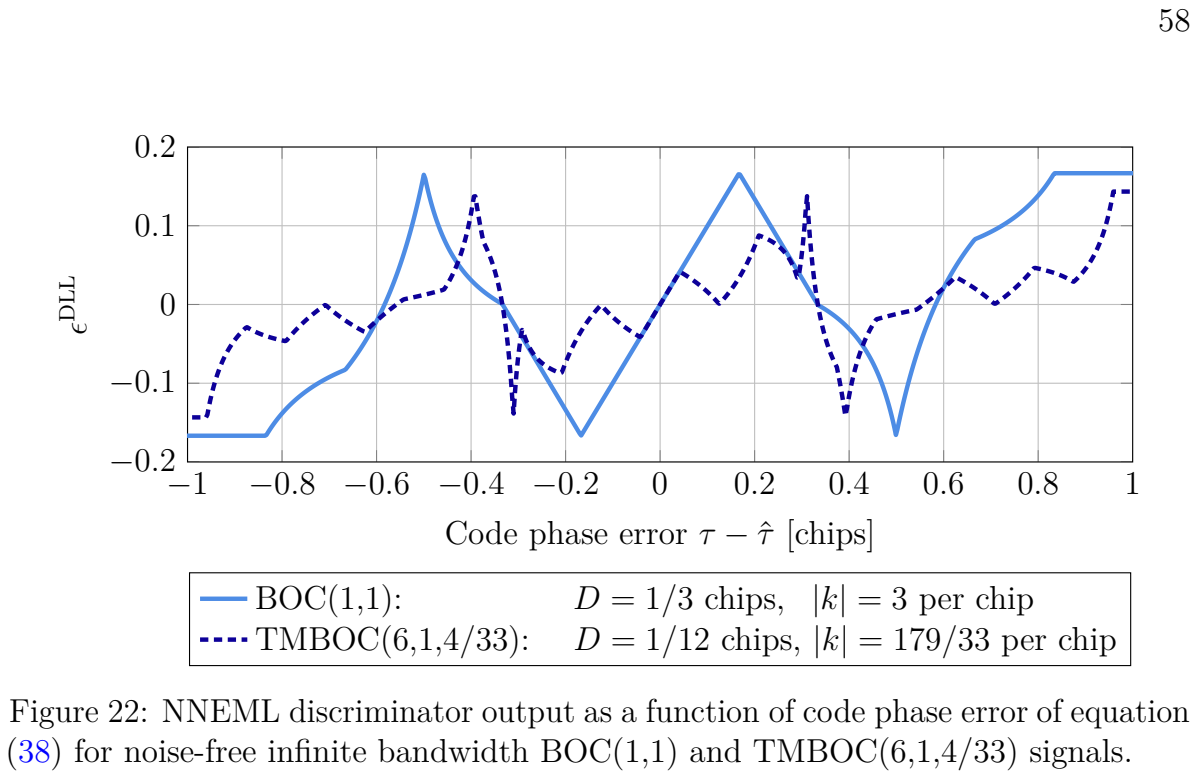 58
0.2
0.1
0
−0.1
−0.2
ϵ^DLL
−1 −0.8 −0.6 −0.4 −0.2 0 0.2 0.4 0.6 0.8 1
Code phase error τ − τ̂ [chips]
BOC(1,1): D = 1/3 chips, |k| = 3 per chip
TMBOC(6,1,4/33): D = 1/12 chips, |k| = 179/33 per chip
Figure 22: NNEML discriminator output as a function of code phase error of equation
(38) for noise-free infinite bandwidth BOC(1,1) and TMBOC(6,1,4/33) signals.